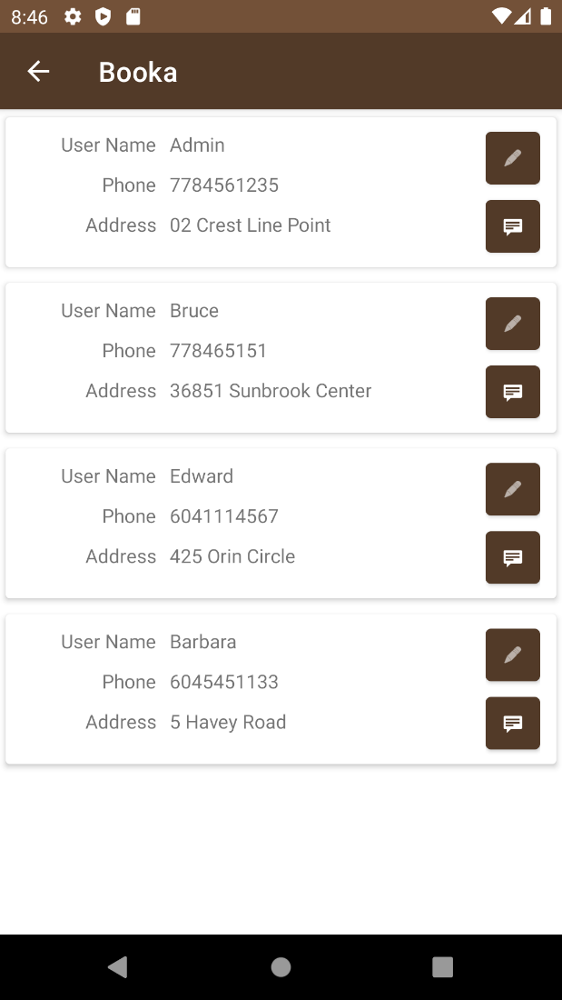 8:46
Booka
User Name Admin
Phone 7784561235
Address 02 Crest Line Point
User Name Bruce
Phone 778465151
Address 36851 Sunbrook Center
User Name Edward
Phone 6041114567
Address 425 Orin Circle
User Name Barbara
Phone 6045451133
Address 5 Havey Road